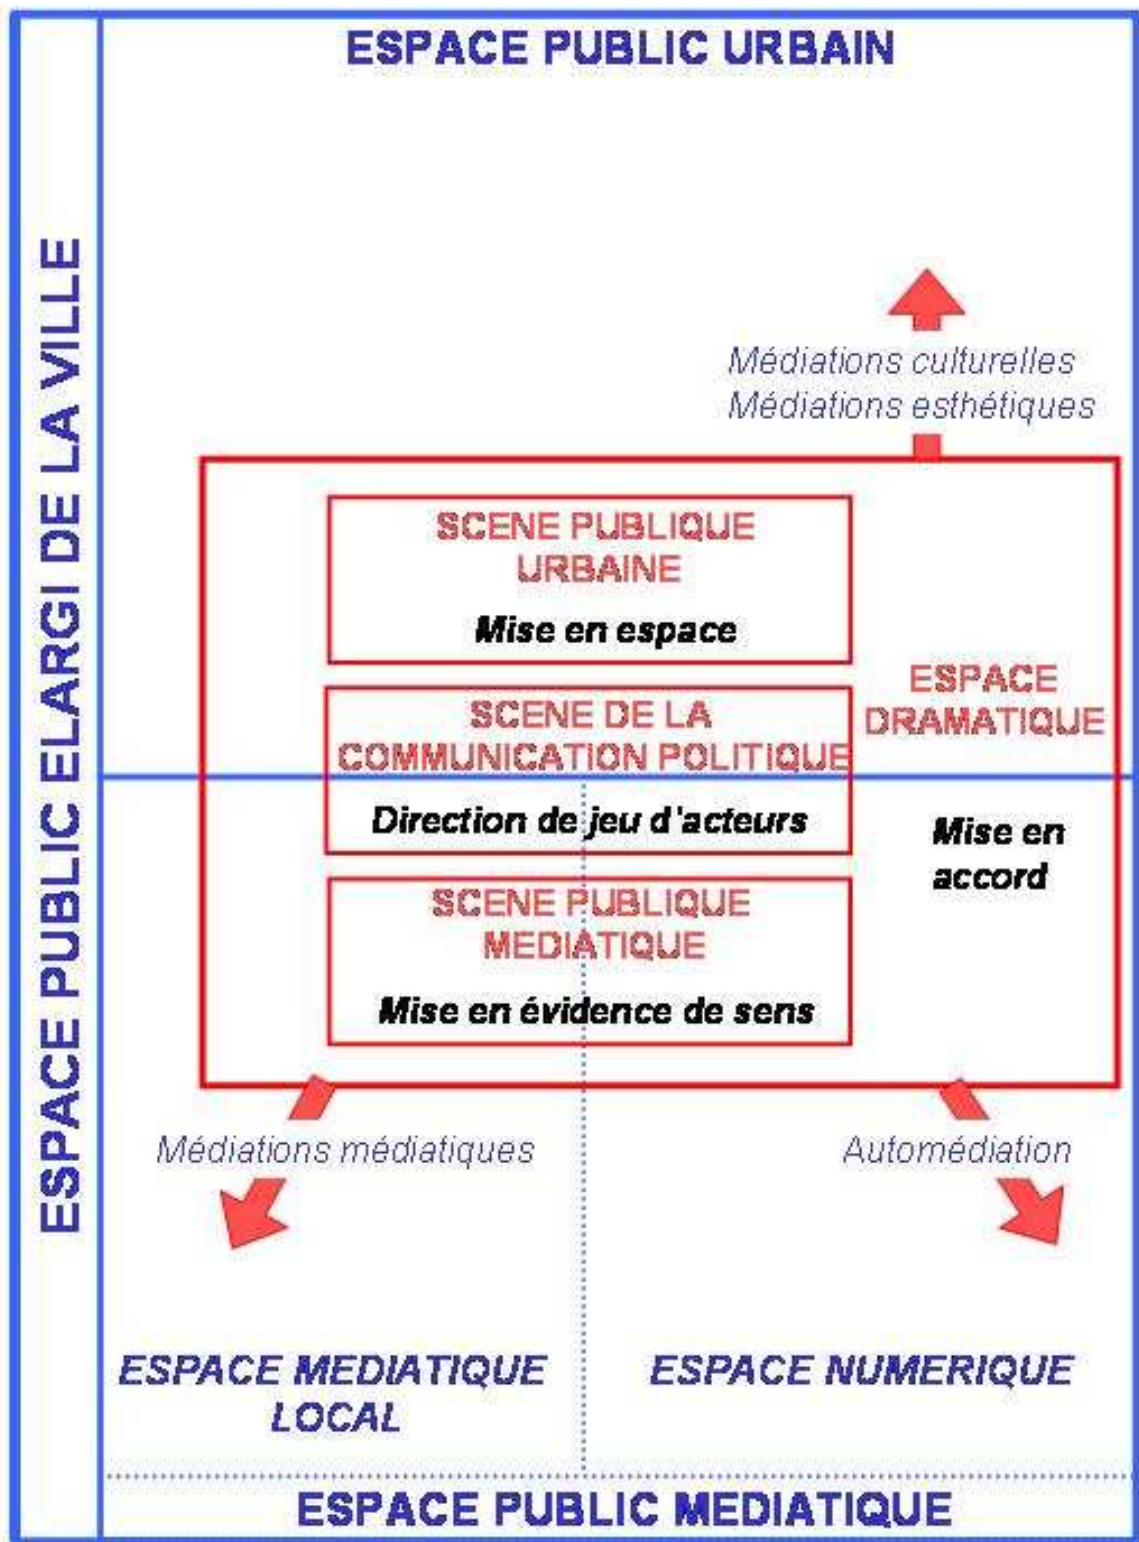 ESPACE PUBLIC URBAIN
ESPACE PUBLIC ELARGI DE LA VILLE
Médiations culturelles
Médiations esthétiques
SCENE PUBLIQUE
URBAINE
Mise en espace
ESPACE
DRAMATIQUE
SCENE DE LA
COMMUNICATION POLITIQUE
Direction de jeu d'acteurs
Mise en
accord
SCENE PUBLIQUE
MEDIATIQUE
Mise en évidence de sens
Médiations médiatiques
Automédiation
ESPACE MEDIATIQUE
LOCAL
ESPACE NUMERIQUE
ESPACE PUBLIC MEDIATIQUE